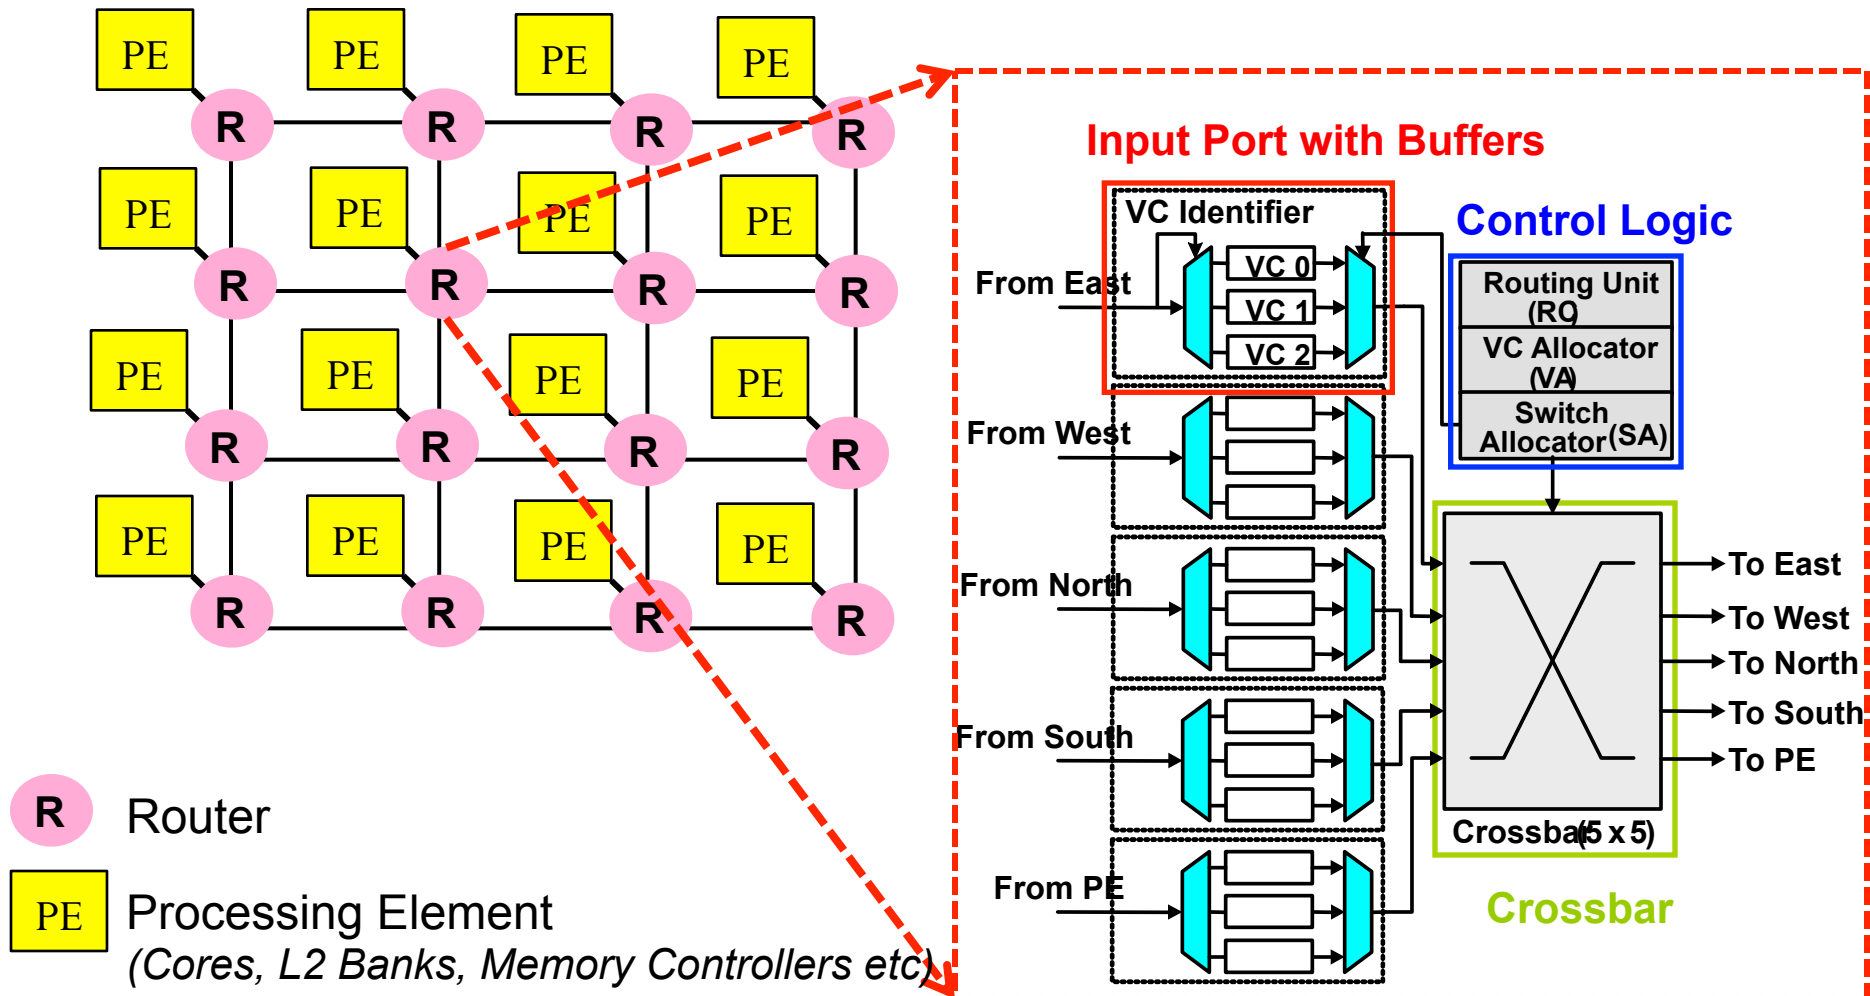 PE PE PE PE
R R R R
PE PE PE PE
R R R R
PE PE PE PE
R R R R
PE PE PE PE
R R R R
R Router
PE Processing Element
(Cores, L2 Banks, Memory Controllers etc)
Input Port with Buffers
VC Identifier
From East
VC 0
VC 1
VC 2
From West
From North
From South
From PE
Control Logic
Routing Unit
(RC)
VC Allocator
(VA)
Switch
Allocator(SA)
To East
To West
To North
To South
To PE
Crossbar(5 x 5)
Crossbar